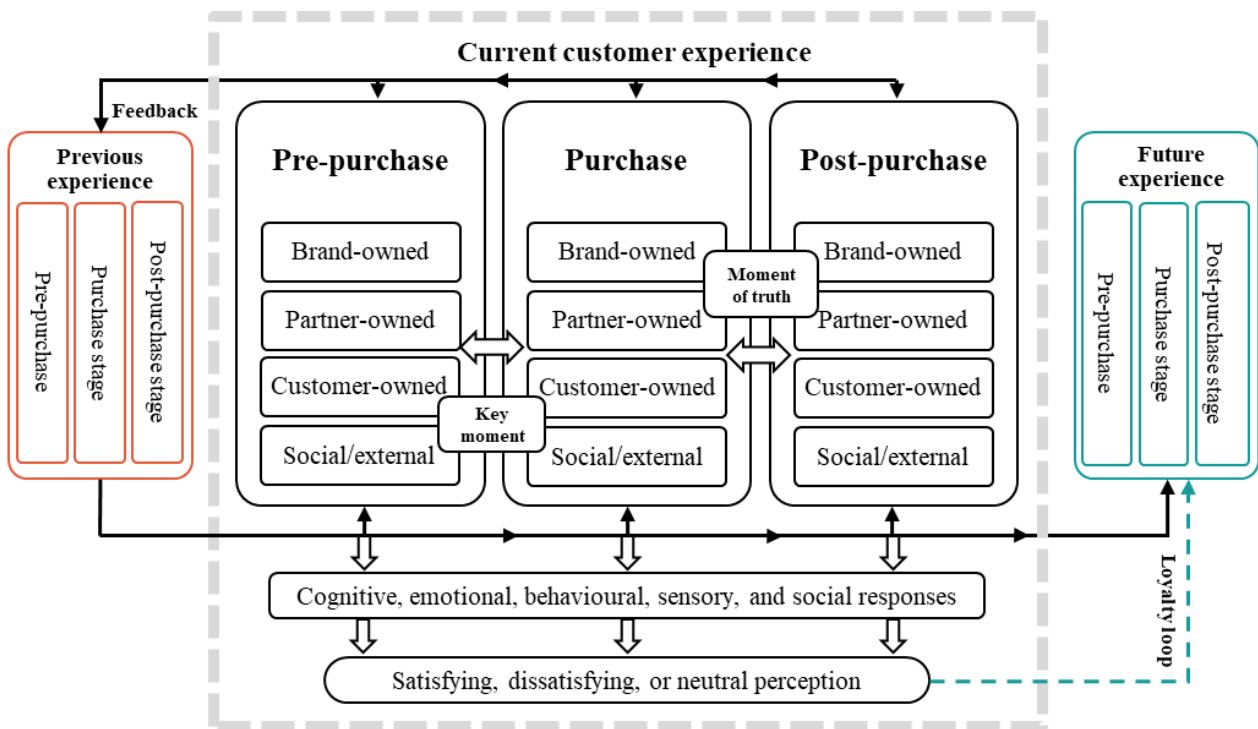 Current customer experience
Feedback
Previous
experience
Pre-purchase
Purchase stage
Post-purchase stage
Pre-purchase
Brand-owned
Partner-owned
Customer-owned
Social/external
Key
moment
Purchase
Brand-owned
Partner-owned
Customer-owned
Social/external
Moment
of truth
Post-purchase
Brand-owned
Partner-owned
Customer-owned
Social/external
Future
experience
Pre-purchase
Purchase stage
Post-purchase stage
Cognitive, emotional, behavioural, sensory, and social responses
Satisfying, dissatisfying, or neutral perception
Loyalty loop